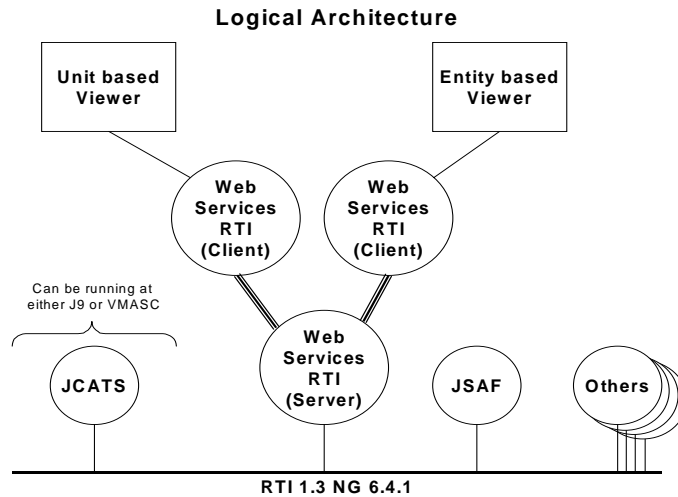 Logical Architecture
Unit based
Viewer
Entity based
Viewer
Web
Services
RTI
(Client)
Web
Services
RTI
(Client)
Can be running at
either J9 or VMASC
JCATS
Web
Services
RTI
(Server)
JSAF
Others
RTI 1.3 NG 6.4.1